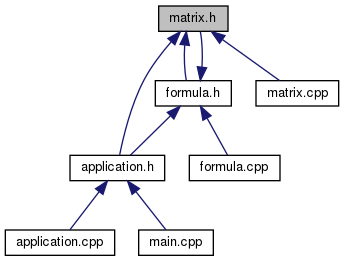 matrix.h
formula.h
matrix.cpp
application.h
formula.cpp
application.cpp
main.cpp